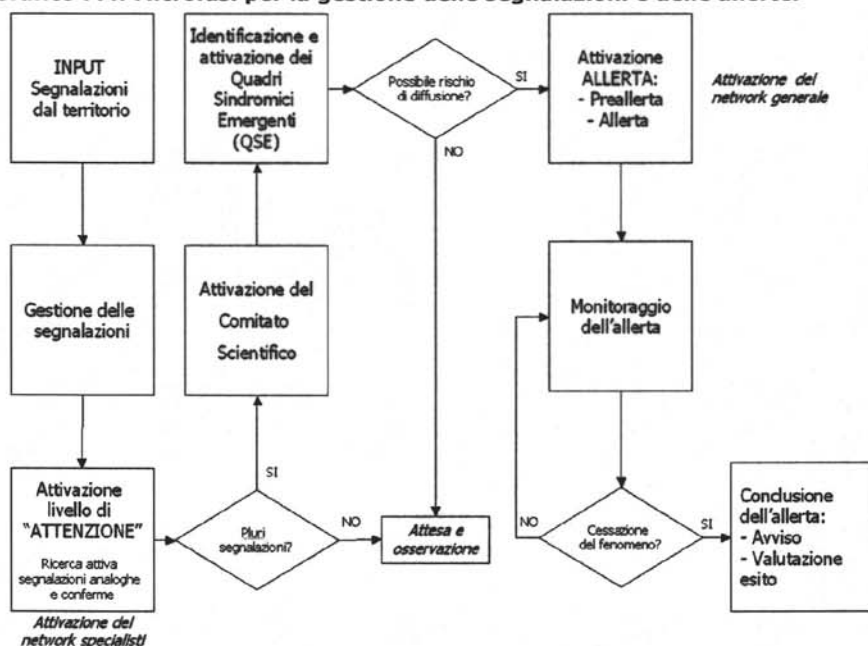 INPUT
Segnalazioni
dal territorio
Gestione delle
segnalazioni
Attivazione
livello di
"ATTENZIONE"
Ricerca attiva
segnalazioni analoghe
e conferme
Attivazione del
network specialisti
Pluri
segnalazioni?
SI
NO
Attivazione del
Comitato
Scientifico
Identificazione e
attivazione dei
Quadri
Sindromici
Emergenti
(QSE)
Possibile rischio
di diffusione?
SI
NO
Attesa e
osservazione
Attivazione
ALLERTA:
- Preallerta
- Allerta
Attivazione del
network generale
Monitoraggio
dell'allerta
Cessazione
del fenomeno?
NO
SI
Conclusione
dell'allerta:
- Avviso
- Valutazione
esito